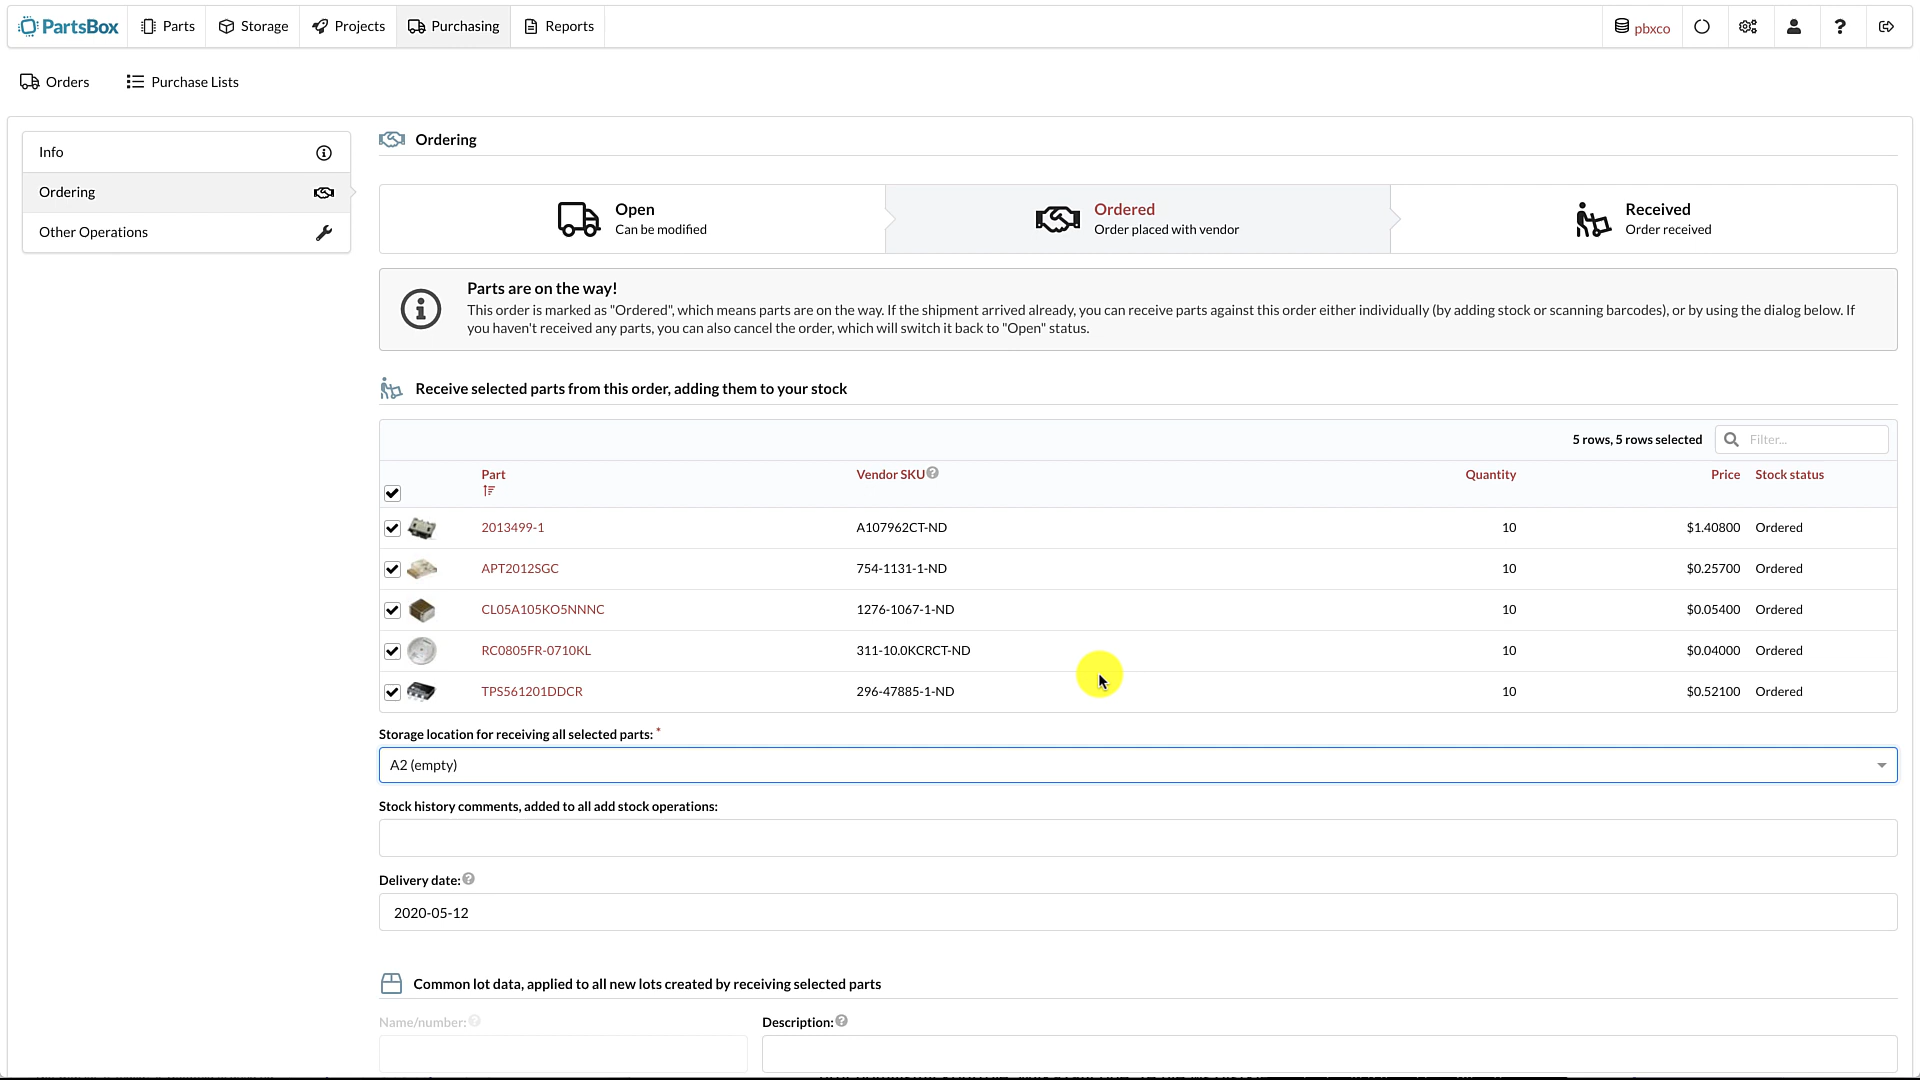 PartsBox
Parts
Storage
Projects
Purchasing
Reports
pbxco
?
Orders
Purchase Lists
Info
Ordering
Other Operations
Ordering
Open
Can be modified
Ordered
Order placed with vendor
Received
Order received
Parts are on the way!
This order is marked as "Ordered", which means parts are on the way. If the shipment arrived already, you can receive parts against this order either individually (by adding stock or scanning barcodes), or by using the dialog below. If
you haven't received any parts, you can also cancel the order, which will switch it back to "Open" status.
Receive selected parts from this order, adding them to your stock
5 rows, 5 rows selected
Filter...
Part Vendor SKU Quantity Price Stock status
2013499-1 A107962CT-ND 10 $1.40800 Ordered
APT2012SGC 754-1131-1-ND 10 $0.25700 Ordered
CL05A105KO5NNNC 1276-1067-1-ND 10 $0.05400 Ordered
RC0805FR-0710KL 311-10.0KCRCT-ND 10 $0.04000 Ordered
TPS561201DDCR 296-47885-1-ND 10 $0.52100 Ordered
Storage location for receiving all selected parts: *
A2 (empty)
Stock history comments, added to all add stock operations:
Delivery date:
2020-05-12
Common lot data, applied to all new lots created by receiving selected parts
Name/number: Description: